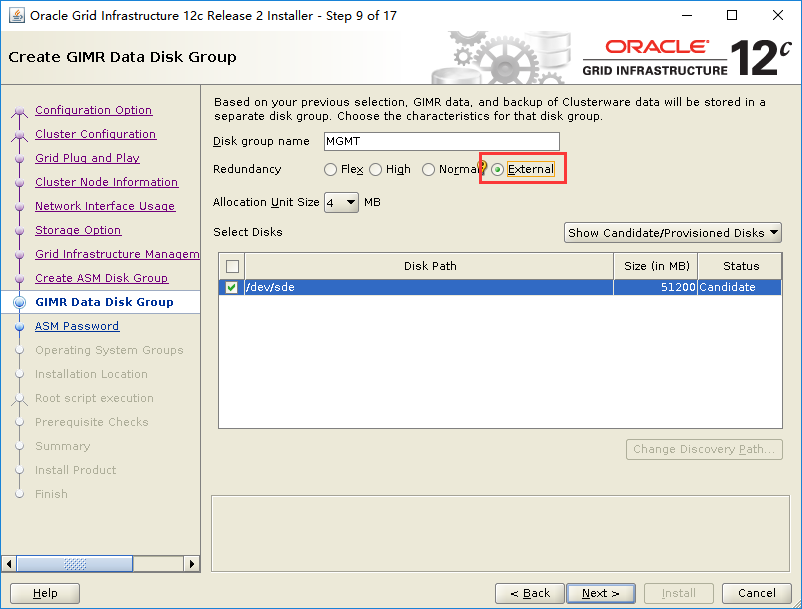 Oracle Grid Infrastructure 12c Release 2 Installer - Step 9 of 17
Create GIMR Data Disk Group
ORACLE
GRID INFRASTRUCTURE
12c
Configuration Option
Cluster Configuration
Grid Plug and Play
Cluster Node Information
Network Interface Usage
Storage Option
Grid Infrastructure Managem
Create ASM Disk Group
GIMR Data Disk Group
ASM Password
Operating System Groups
Installation Location
Root script execution
Prerequisite Checks
Summary
Install Product
Finish
Based on your previous selection, GIMR data, and backup of Clusterware data will be stored in a
separate disk group. Choose the characteristics for that disk group.
Disk group name MGMT
Redundancy Flex High Normal External
Allocation Unit Size 4 MB
Select Disks Show Candidate/Provisioned Disks
Disk Path Size (in MB) Status
/dev/sde 51200 Candidate
Change Discovery Path...
Help < Back Next > Install Cancel